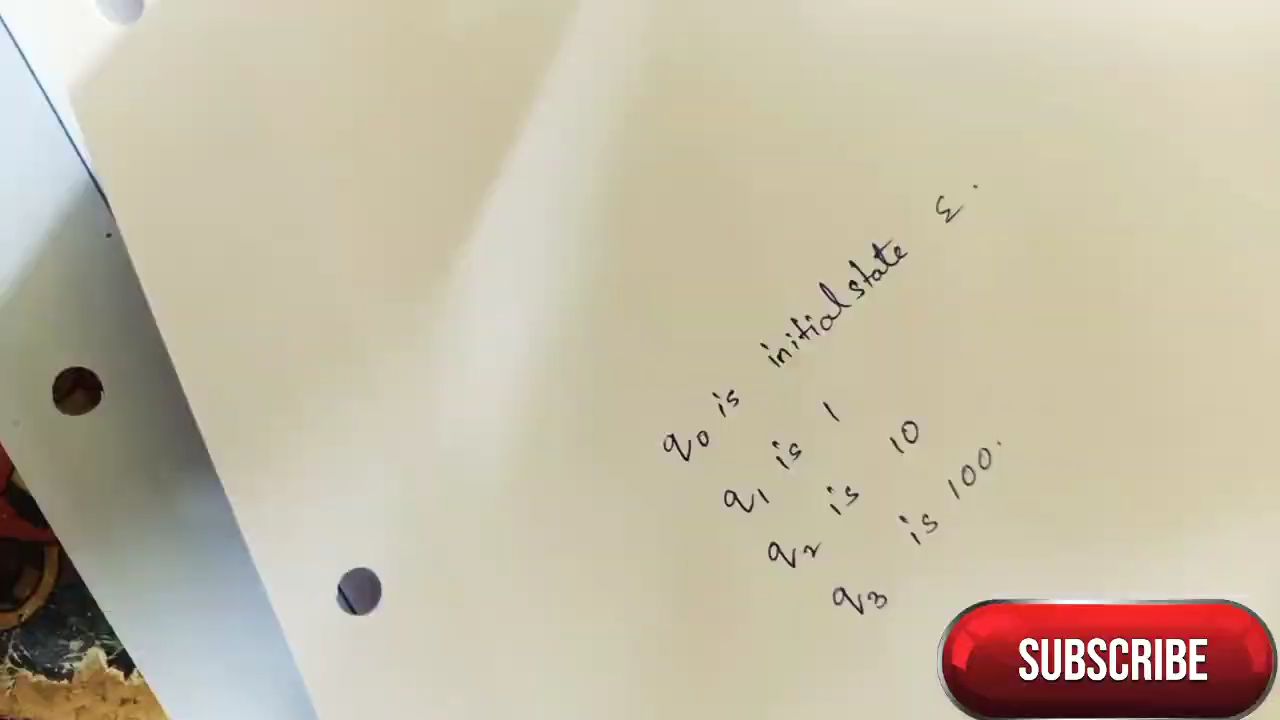 q0 is initial state ε.
q1 is 1
q2 is 10
q3 is 100.
SUBSCRIBE